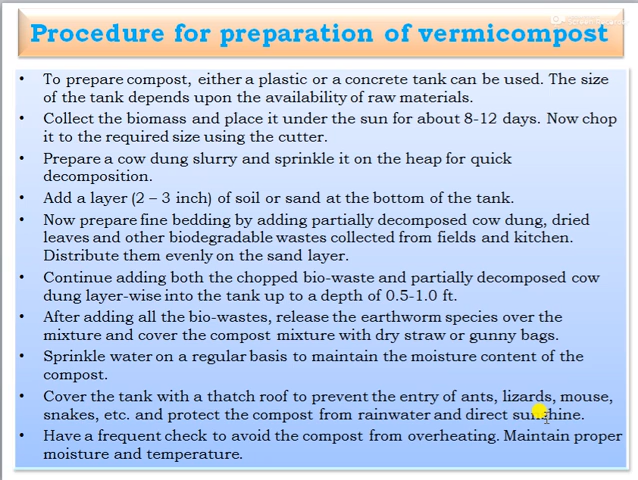 Procedure for preparation of vermicompost
• To prepare compost, either a plastic or a concrete tank can be used. The size
of the tank depends upon the availability of raw materials.
• Collect the biomass and place it under the sun for about 8-12 days. Now chop
it to the required size using the cutter.
• Prepare a cow dung slurry and sprinkle it on the heap for quick
decomposition.
• Add a layer (2 – 3 inch) of soil or sand at the bottom of the tank.
• Now prepare fine bedding by adding partially decomposed cow dung, dried
leaves and other biodegradable wastes collected from fields and kitchen.
Distribute them evenly on the sand layer.
• Continue adding both the chopped bio-waste and partially decomposed cow
dung layer-wise into the tank up to a depth of 0.5-1.0 ft.
• After adding all the bio-wastes, release the earthworm species over the
mixture and cover the compost mixture with dry straw or gunny bags.
• Sprinkle water on a regular basis to maintain the moisture content of the
compost.
• Cover the tank with a thatch roof to prevent the entry of ants, lizards, mouse,
snakes, etc. and protect the compost from rainwater and direct sunshine.
• Have a frequent check to avoid the compost from overheating. Maintain proper
moisture and temperature.